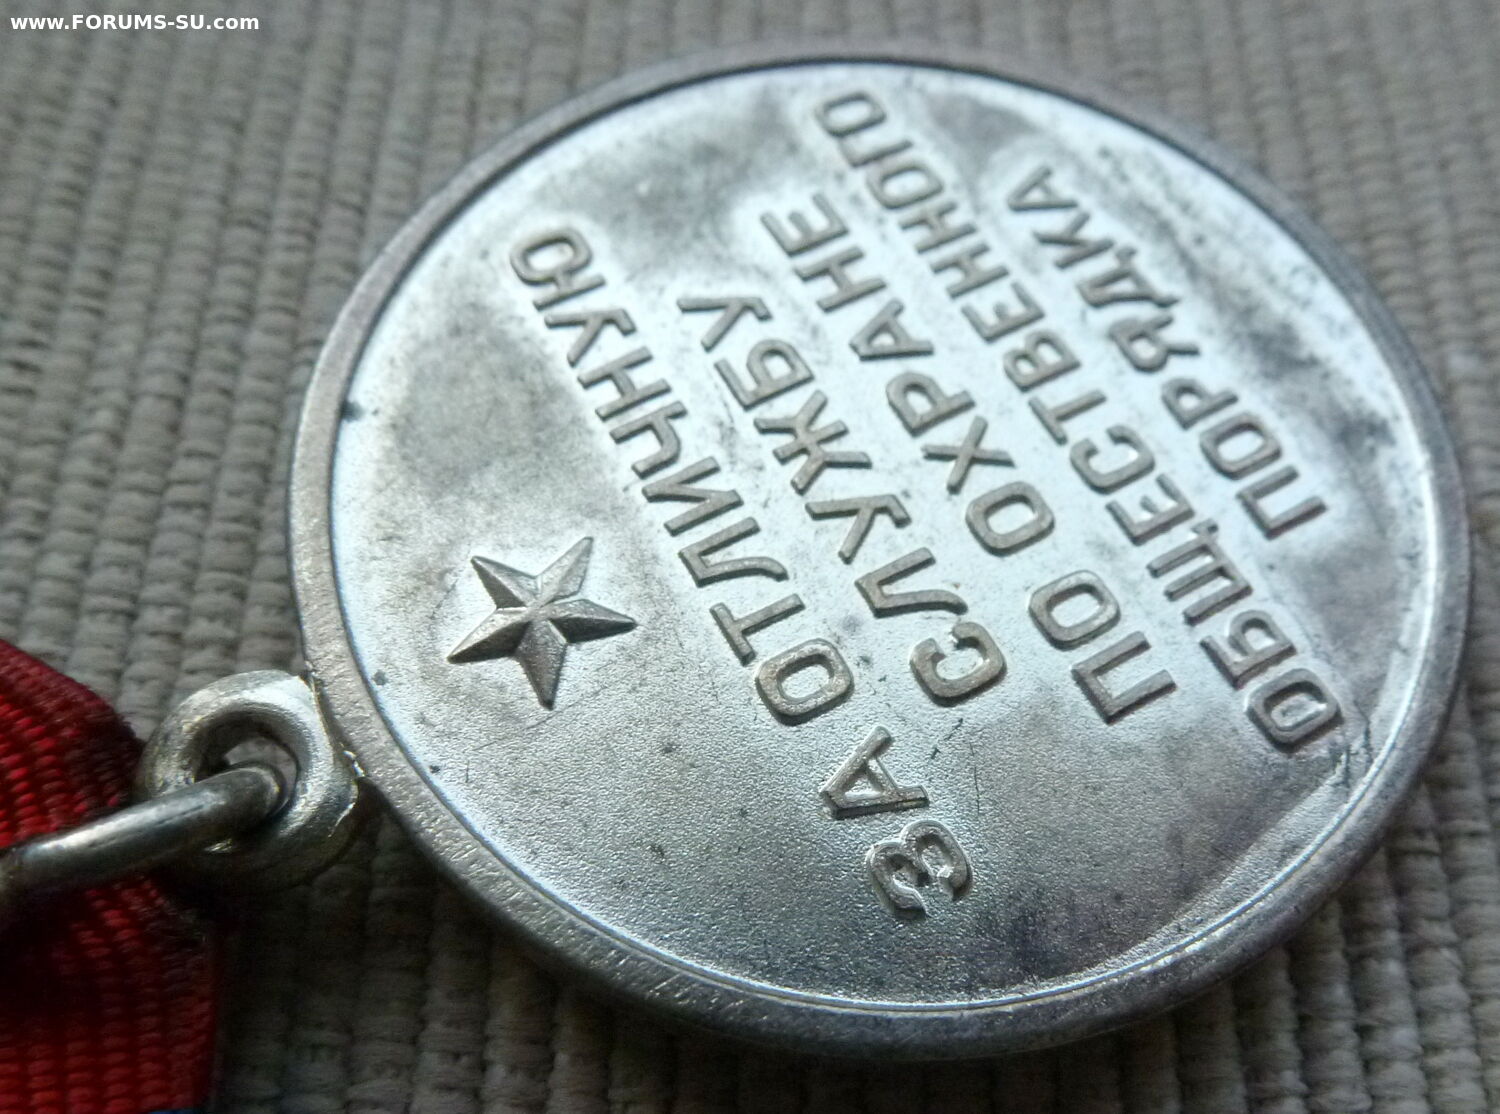 www.FORUMS-SU.com
ЗА ОТЛИЧНУЮ
СЛУЖБУ
ПО ОХРАНЕ
ОБЩЕСТВЕННОГО
ПОРЯДКА